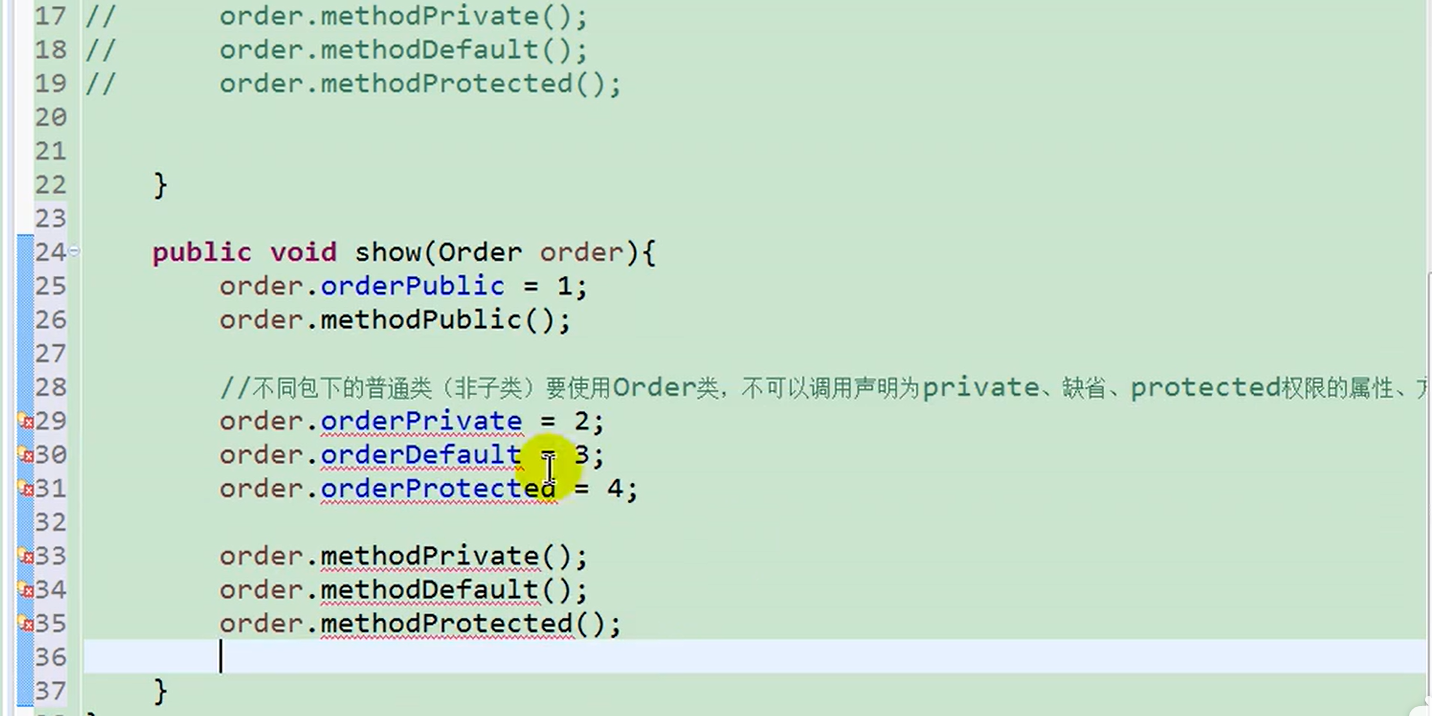 17 // order.methodPrivate();
18 // order.methodDefault();
19 // order.methodProtected();
20
21
22 }
23
24 public void show(Order order){
25 order.orderPublic = 1;
26 order.methodPublic();
27
28 //不同包下的普通类（非子类）要使用Order类，不可以调用声明为private、缺省、protected权限的属性、
29 order.orderPrivate = 2;
30 order.orderDefault = 3;
31 order.orderProtected = 4;
32
33 order.methodPrivate();
34 order.methodDefault();
35 order.methodProtected();
36
37 }